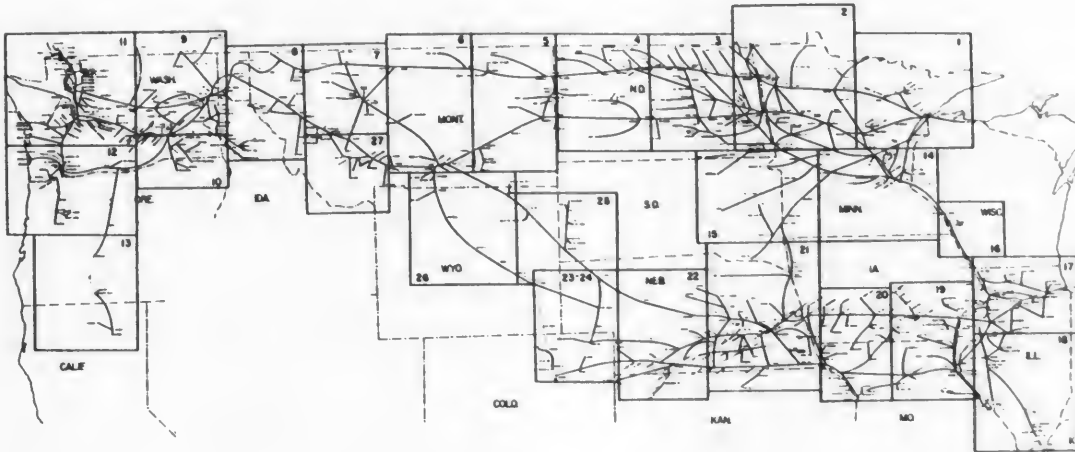 2
11
9
8
7
6
5
4
3
1
WASH.
N.D.
MONT.
27
12
14
10
ORE.
IDA
25
S.D.
MINN.
WISC.
13
15
21
16
WYO
26
23-24
NEB.
22
IA
17
20
19
18
ILL.
CALIF.
COLO.
KAN.
MO.
K